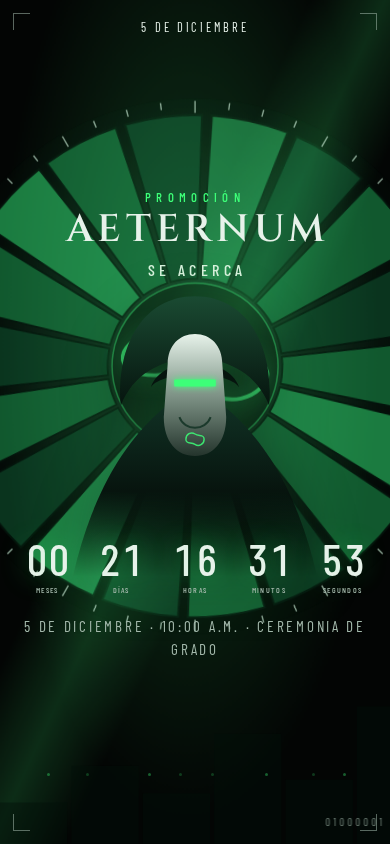 5 DE DICIEMBRE
PROMOCIÓN
AETERNUM
SE ACERCA
00 21 16 31 53
MESES DÍAS HORAS MINUTOS SEGUNDOS
5 DE DICIEMBRE · 10:00 A.M. · CEREMONIA DE
GRADO
01000001